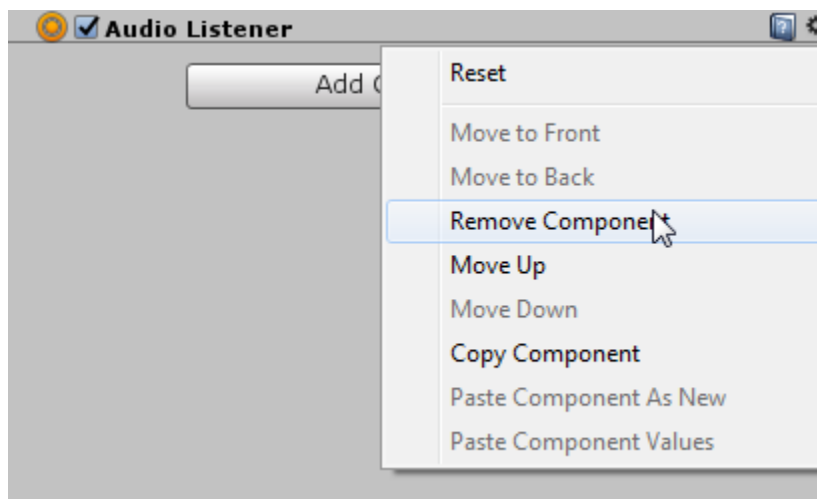 Audio Listener
Add
Reset
Move to Front
Move to Back
Remove Component
Move Up
Move Down
Copy Component
Paste Component As New
Paste Component Values